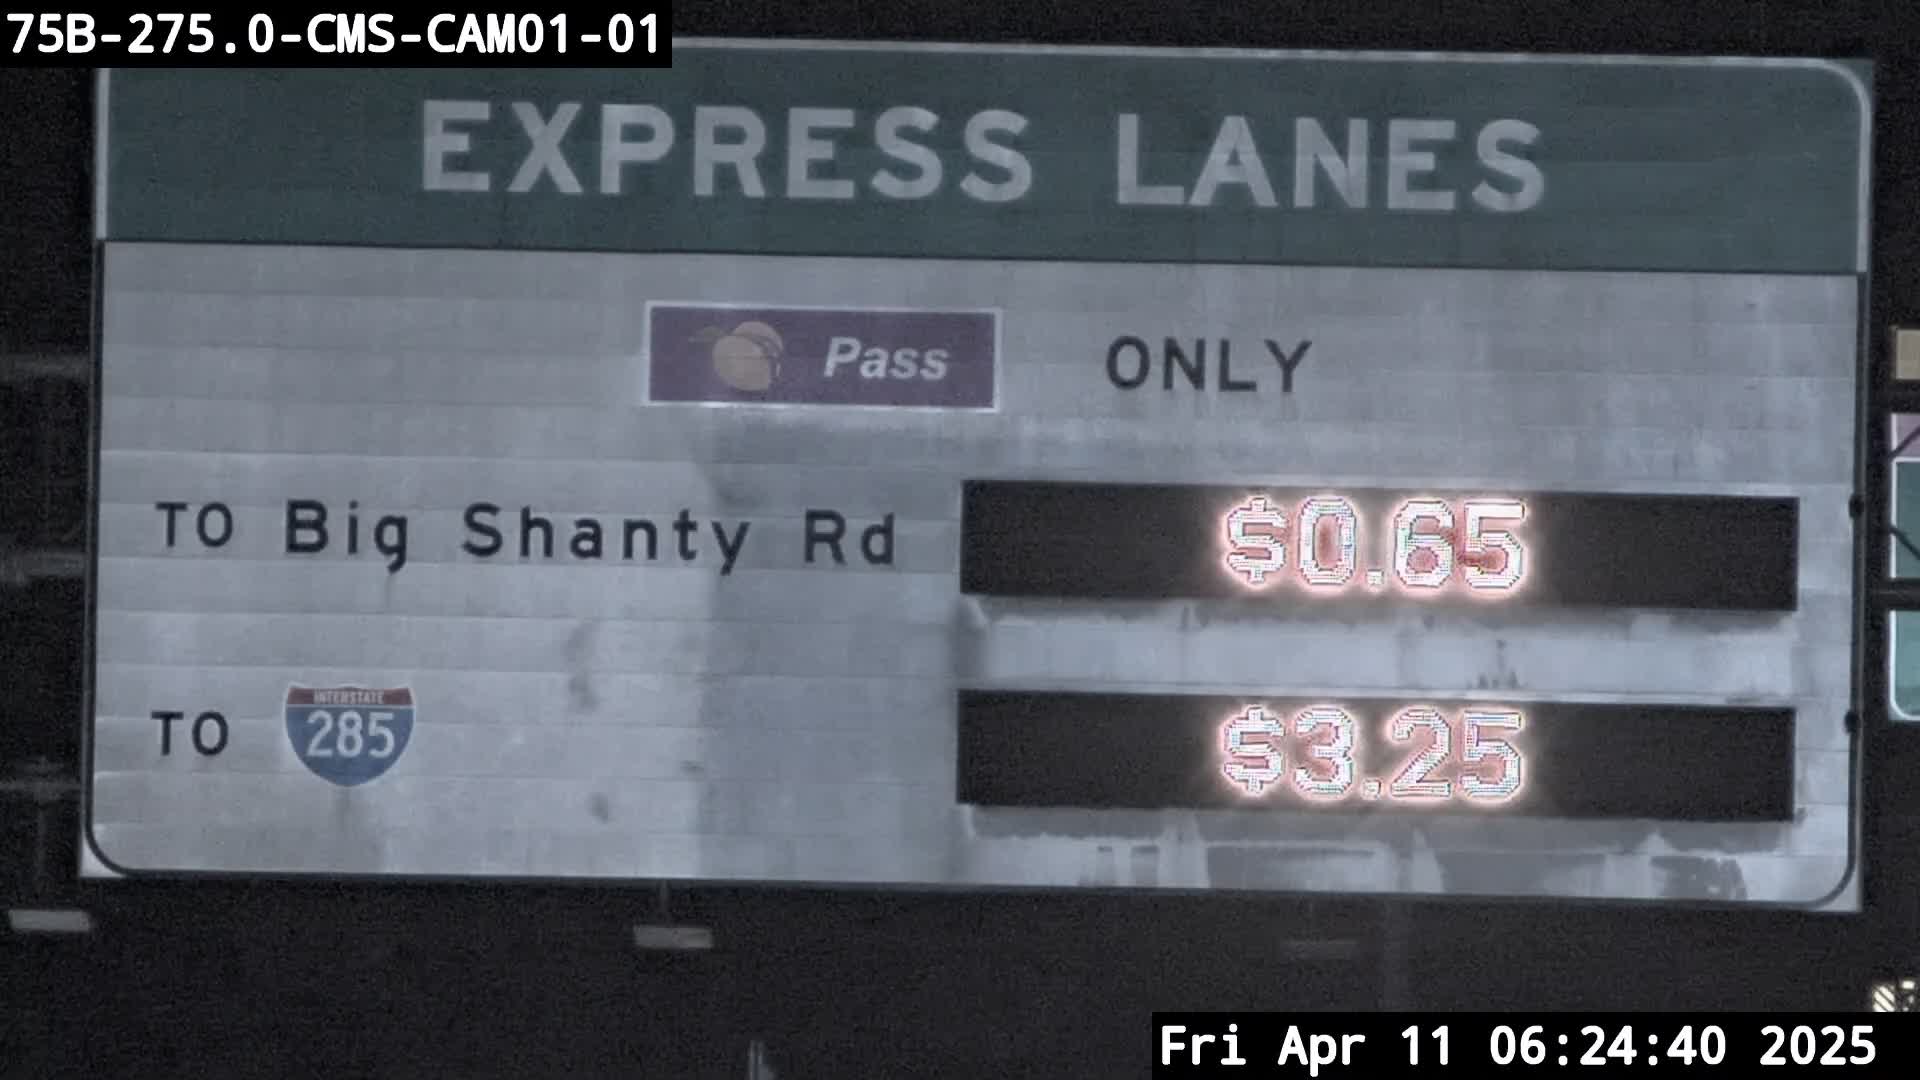 75B-275.0-CMS-CAM01-01
EXPRESS LANES
Pass ONLY
TO Big Shanty Rd $0.65
INTERSTATE
TO 285 $3.25
Fri Apr 11 06:24:40 2025